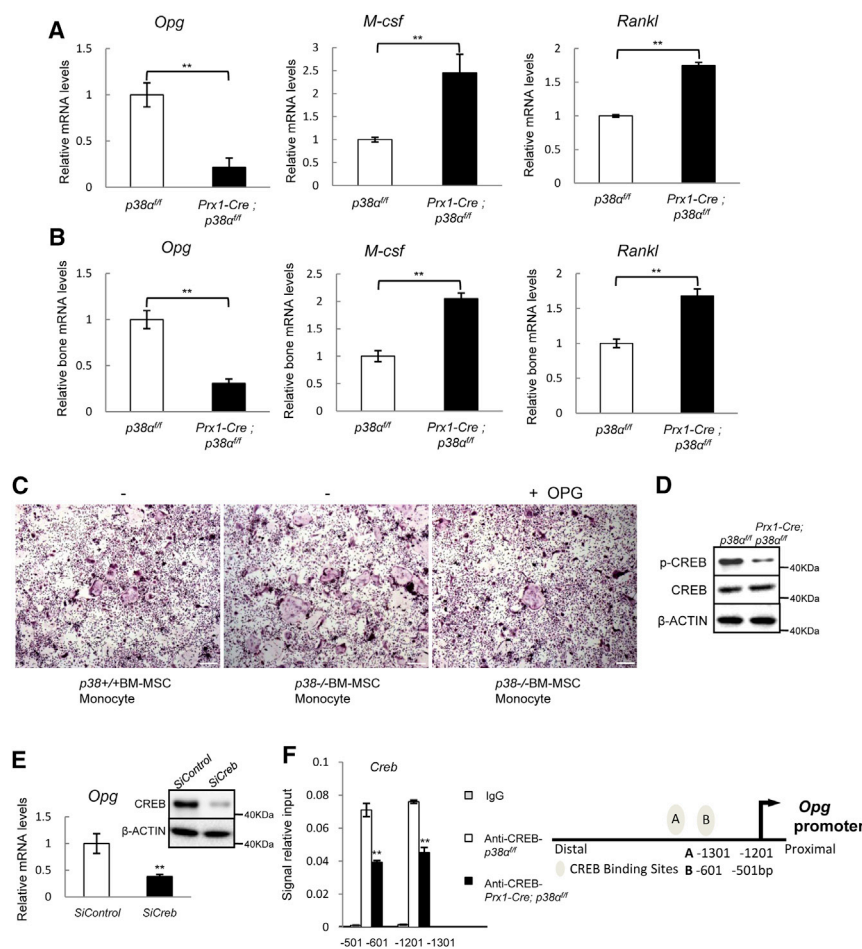 A
Opg
Relative mRNA levels
1.5
1
0.5
0
**
p38αf/f
Prx1-Cre ;
p38αf/f
M-csf
Relative mRNA levels
3
2.5
2
1.5
1
0.5
0
**
p38αf/f
Prx1-Cre ;
p38αf/f
Rankl
Relative mRNA levels
2
1.5
1
0.5
0
**
p38αf/f
Prx1-Cre ;
p38αf/f
B
Opg
Relative bone mRNA levels
1.5
1
0.5
0
**
p38αf/f
Prx1-Cre ;
p38αf/f
M-csf
Relative bone mRNA levels
2.5
2
1.5
1
0.5
0
**
p38αf/f
Prx1-Cre ;
p38αf/f
Rankl
Relative bone mRNA levels
2
1.5
1
0.5
0
**
p38αf/f
Prx1-Cre ;
p38αf/f
C
-
-
+ OPG
p38+/+BM-MSC
Monocyte
p38-/-BM-MSC
Monocyte
p38-/-BM-MSC
Monocyte
D
p38αf/f
Prx1-Cre;
p38αf/f
p-CREB
40KDa
CREB
40KDa
β-ACTIN
40KDa
E
Opg
Relative mRNA levels
1.5
1
0.5
0
**
SiControl
SiCreb
SiControl
SiCreb
CREB
40KDa
β-ACTIN
40KDa
F
Creb
Signal relative input
0.1
0.08
0.06
0.04
0.02
0
**
**
-501 -601
-1201 -1301
IgG
Anti-CREB-
p38αf/f
Anti-CREB-
Prx1-Cre; p38αf/f
A
B
Opg
promoter
Distal
A -1301 -1201
Proximal
CREB Binding Sites
B -601 -501bp